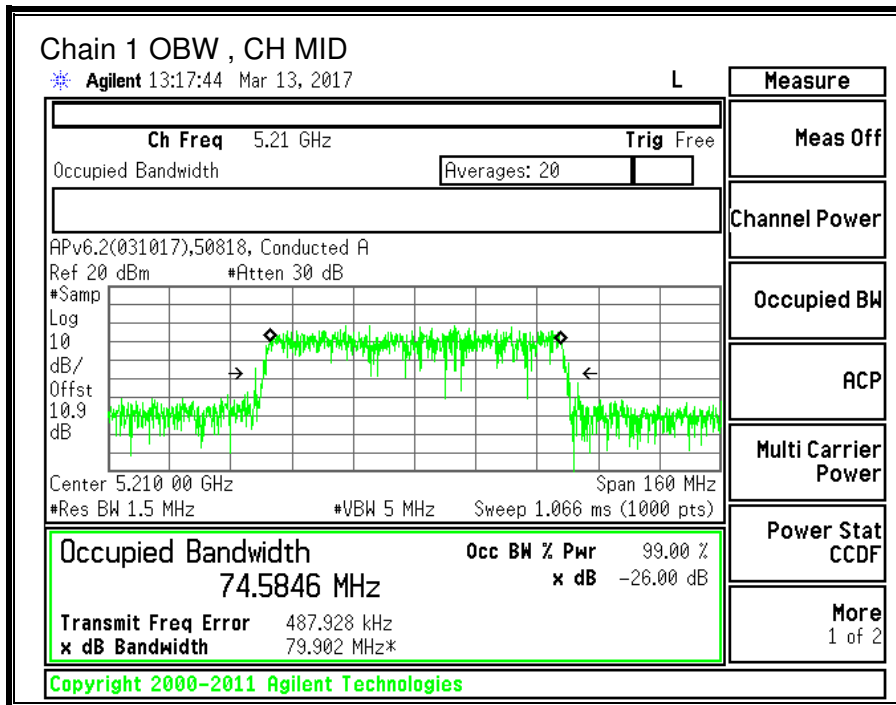 Chain 1 OBW , CH MID
Agilent 13:17:44 Mar 13, 2017 L
Measure
Ch Freq 5.21 GHz Trig Free
Meas Off
Occupied Bandwidth Averages: 20
Channel Power
APv6.2(031017),50818, Conducted A
Ref 20 dBm #Atten 30 dB
#Samp
Log
10
dB/
Offst
10.9
dB
Occupied BW
ACP
Multi Carrier
Power
Center 5.210 00 GHz Span 160 MHz
#Res BW 1.5 MHz #VBW 5 MHz Sweep 1.066 ms (1000 pts)
Power Stat
CCDF
Occupied Bandwidth Occ BW % Pwr 99.00 %
74.5846 MHz x dB -26.00 dB
Transmit Freq Error 487.928 kHz
x dB Bandwidth 79.902 MHz*
More
1 of 2
Copyright 2000-2011 Agilent Technologies